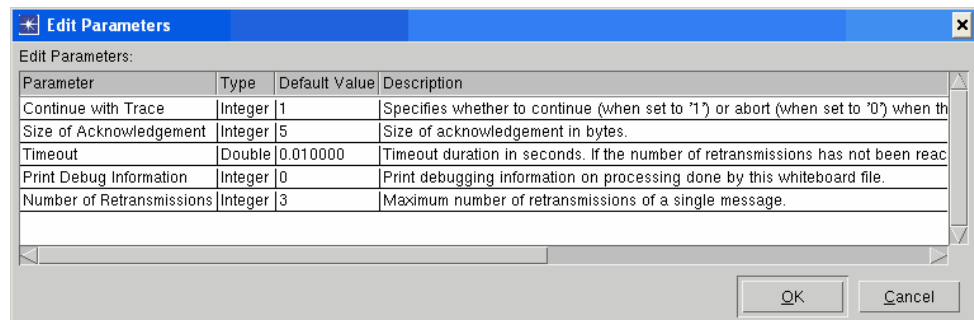 Edit Parameters
Edit Parameters:
Parameter Type Default Value Description
Continue with Trace Integer 1 Specifies whether to continue (when set to '1') or abort (when set to '0') when th
Size of Acknowledgement Integer 5 Size of acknowledgement in bytes.
Timeout Double 0.010000 Timeout duration in seconds. If the number of retransmissions has not been reac
Print Debug Information Integer 0 Print debugging information on processing done by this whiteboard file.
Number of Retransmissions Integer 3 Maximum number of retransmissions of a single message.
OK Cancel